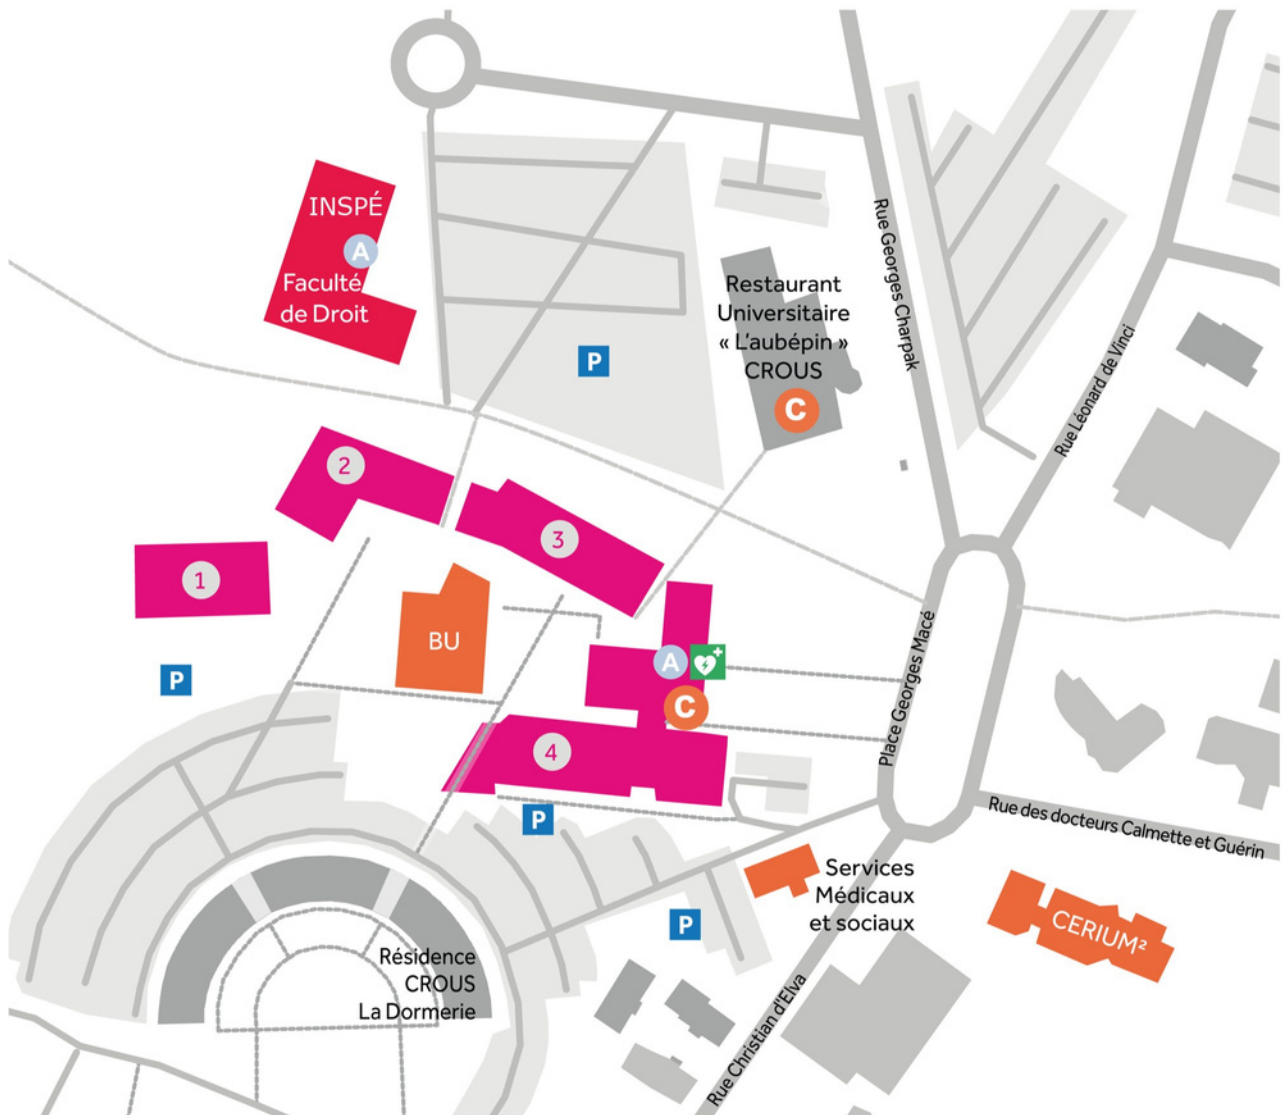 INSPÉ
A
Faculté
de Droit
Restaurant
Universitaire
« L'aubépin »
CROUS
C
P
Rue Georges Charpak
Rue Léonard de Vinci
2
3
1
BU
P
A
C
4
P
Place Georges Macé
Rue des docteurs Calmette et Guérin
Services
Médicaux
et sociaux
P
CERIUM²
Résidence
CROUS
La Dormerie
Rue Christian d'Elva